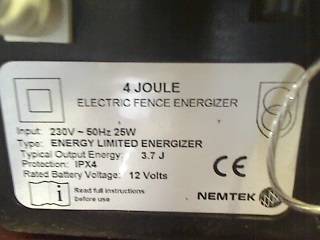 4 JOULE
ELECTRIC FENCE ENERGIZER
Input: 230V ~ 50Hz 25W
Type: ENERGY LIMITED ENERGIZER
Typical Output Energy: 3.7 J
Protection: IPX4
Rated Battery Voltage: 12 Volts
CE
i Read full instructions
before use
NEMTEK